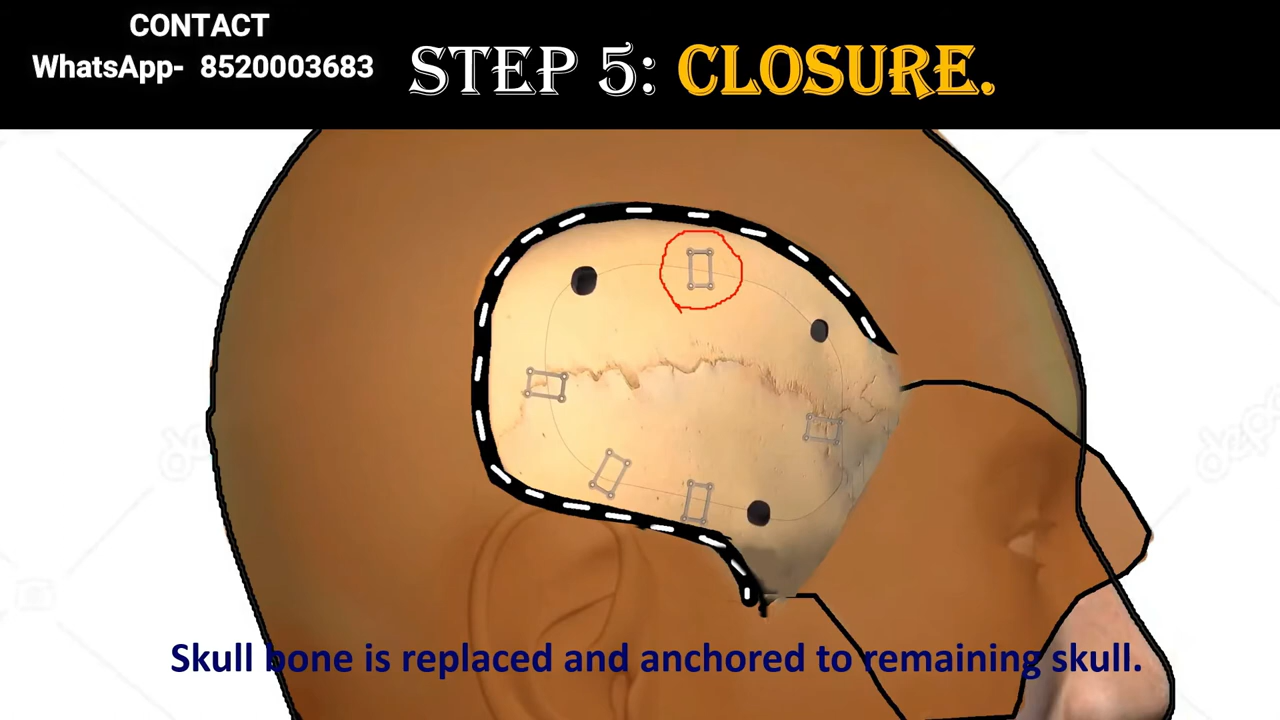 CONTACT
WhatsApp- 8520003683
STEP 5: CLOSURE.
Skull bone is replaced and anchored to remaining skull.